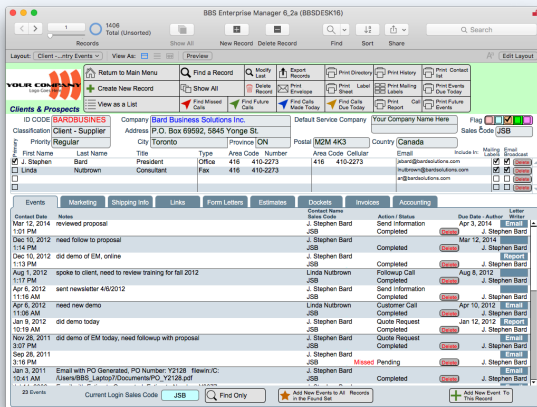 BBS Enterprise Manager 6_2a (BBSDESK16)
1
1406
Total (Unsorted)
Records
Show All
New Record
Delete Record
Find
Sort
Share
Search
Layout: Client -...ntry Events
View As:
Preview
Edit Layout
YOUR COMPANY
Clients & Prospects
Return to Main Menu
Find a Record
Modify Last
Export Records
Print Directory
Print History
Print Contact list
Create New Record
Show All
Delete Record
Print Envelope
Print Label Sheet
Print Mailing Labels
Print Events Due Today
View as a List
Find Missed Calls
Find Future Calls
Find Calls Made Today
Find Calls Due Today
Print Report
Print Call Report
Print Future Events
ID CODE BARDBUSINES
Company Bard Business Solutions Inc.
Default Service Company Your Company Name Here
Flag
Classification Client - Supplier
Address P.O. Box 69592, 5845 Yonge St.
Sales Code JSB
Priority Regular
City Toronto
Province ON
Postal M2M 4K3
Country Canada
Primary
First Name Last Name Title Type Area Code Number Area Code Cellular Email Include In: Mailing Labels Email Broadcast
J. Stephen Bard President Office 416 410-2273 416 410-2273 jsbard@bardsolutions.com Delete
Linda Nutbrown Consultant Fax 416 410-2273 lnutbrown@bardsolutions.com Delete
ar@bardsolutions.com Delete
Events Marketing Shipping Info Links Form Letters Estimates Dockets Invoices Accounting
Contact Date Notes Contact Name Sales Code Action / Status Due Date - Author Letter Writer
Mar 12, 2014 reviewed proposal J. Stephen Bard Send Information Apr 3, 2014 Email
1:01 PM JSB Completed Delete J. Stephen Bard
Dec 10, 2012 need follow to proposal J. Stephen Bard Mar 12, 2014
1:14 PM JSB Completed Delete J. Stephen Bard
Dec 10, 2012 did demo of EM, online J. Stephen Bard Report
1:13 PM JSB Completed Delete J. Stephen Bard
Aug 1, 2012 spoke to client, need to review training for fall 2012 Linda Nutbrown Followup Call Aug 8, 2012
1:17 PM JSB Completed Delete J. Stephen Bard
Apr 6, 2012 sent newsletter 4/6/2012 J. Stephen Bard Send Information
11:16 AM JSB Completed Delete J. Stephen Bard
Apr 6, 2012 need new demo Linda Nutbrown Customer Call Apr 10, 2012 Email
11:06 AM JSB Completed Delete J. Stephen Bard
Jan 9, 2012 did demo today J. Stephen Bard Quote Request Jan 12, 2012 Report
10:19 AM JSB Completed Delete J. Stephen Bard
Nov 28, 2011 did demo of EM today, need followup with proposal J. Stephen Bard Quote Request Email
3:07 PM JSB Completed Delete J. Stephen Bard
Sep 28, 2011 J. Stephen Bard
3:16 PM JSB Missed Pending Delete J. Stephen Bard
Jan 3, 2011 Email with PO Generated, PO Number: Y2128 filewin:/C: J. Stephen Bard Email
10:41 AM /Users/BBS_Laptop7/Documents/PO_Y2128.pdf JSB Completed Delete J. Stephen Bard
23 Events
Current Login Sales Code JSB
Find Only
Add New Events to All Records in the Found Set
Add New Event To This Record